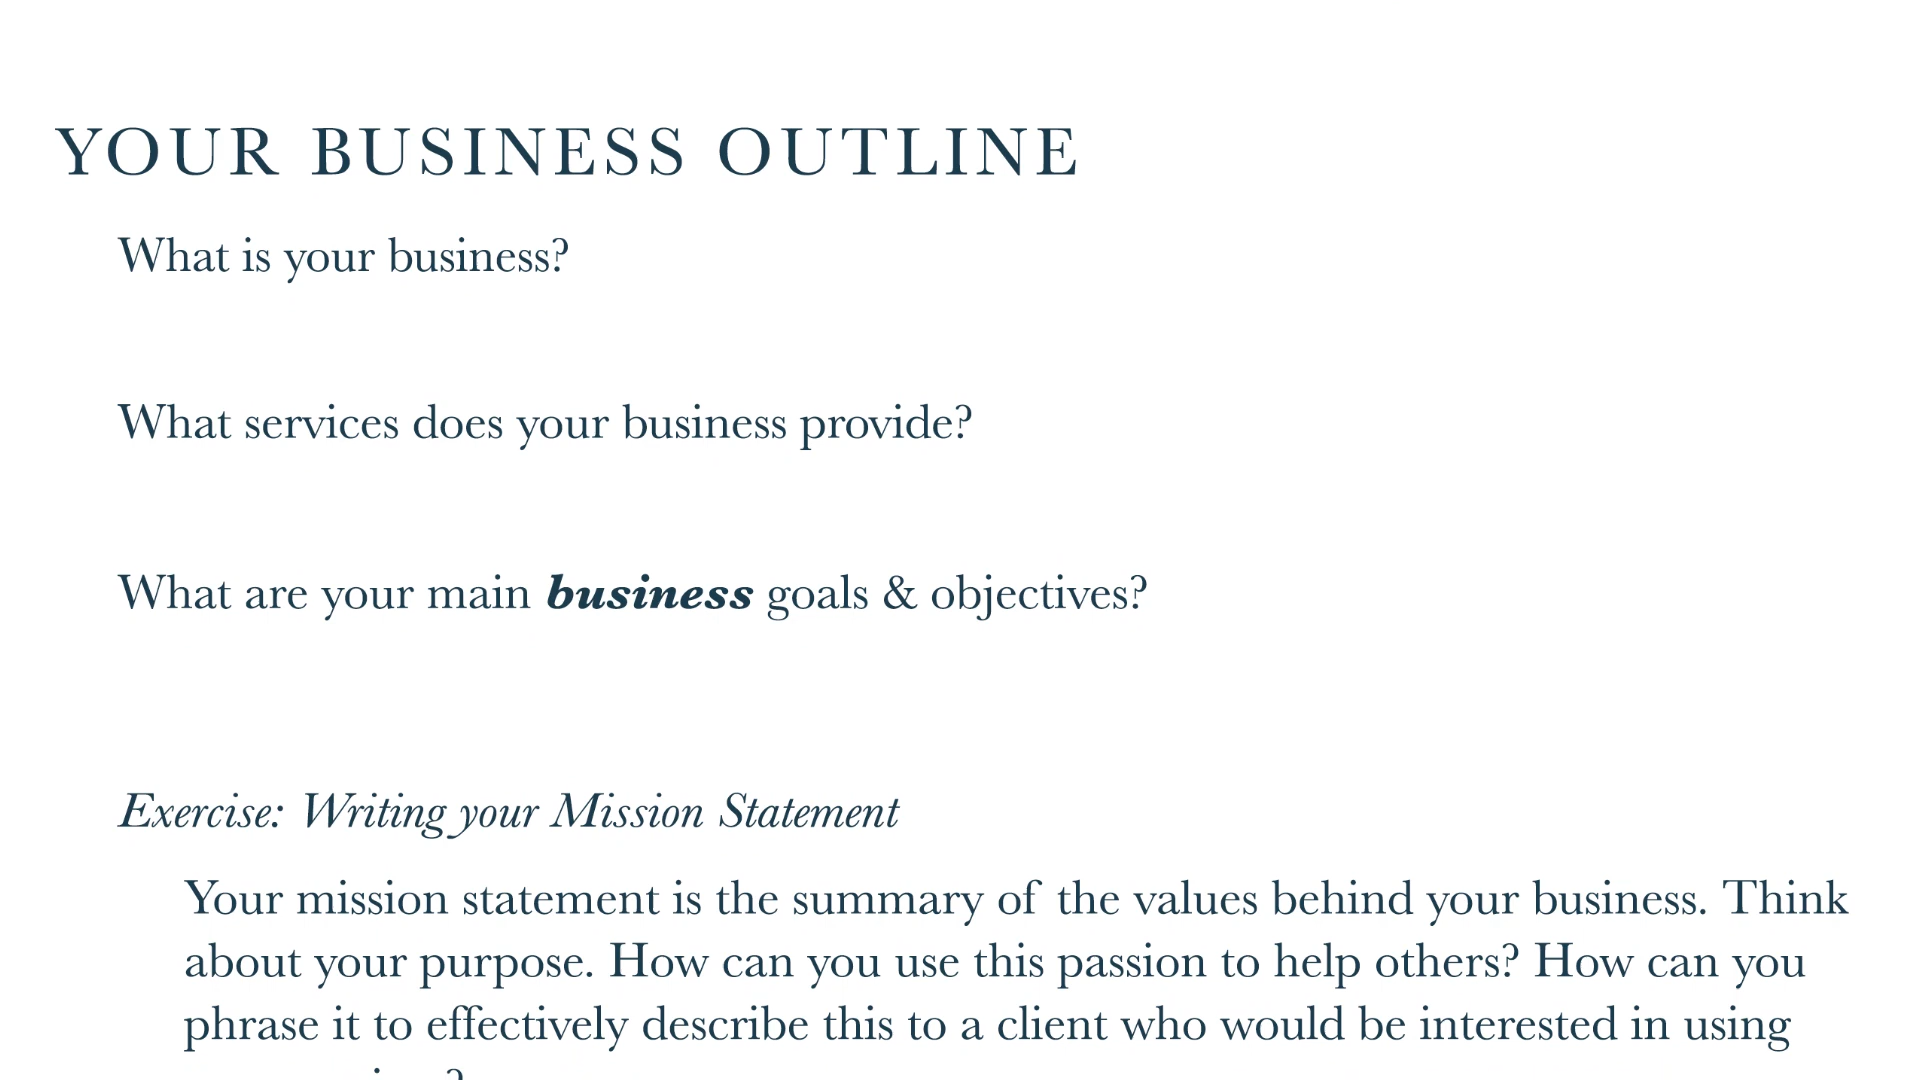 YOUR BUSINESS OUTLINE
What is your business?
What services does your business provide?
What are your main business goals & objectives?
Exercise: Writing your Mission Statement
Your mission statement is the summary of the values behind your business. Think
about your purpose. How can you use this passion to help others? How can you
phrase it to effectively describe this to a client who would be interested in using